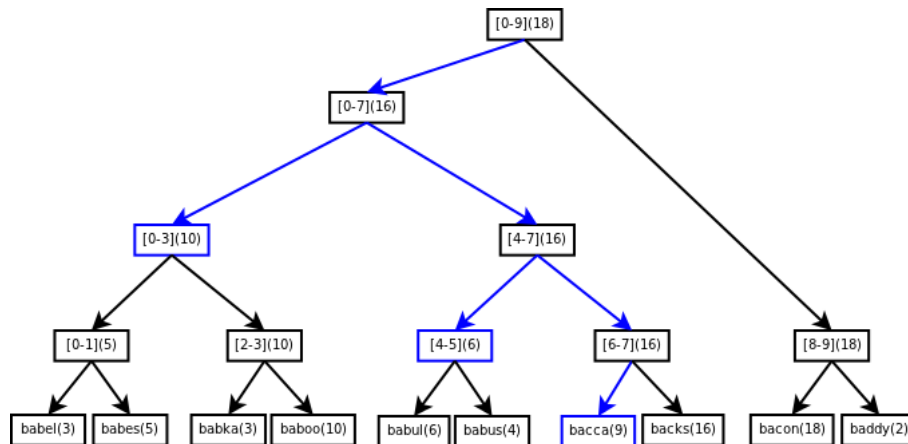 [0-9](18)
[0-7](16)
[0-3](10)
[4-7](16)
[0-1](5)
[2-3](10)
[4-5](6)
[6-7](16)
[8-9](18)
babel(3)
babes(5)
babka(3)
baboo(10)
babul(6)
babus(4)
bacca(9)
backs(16)
bacon(18)
baddy(2)